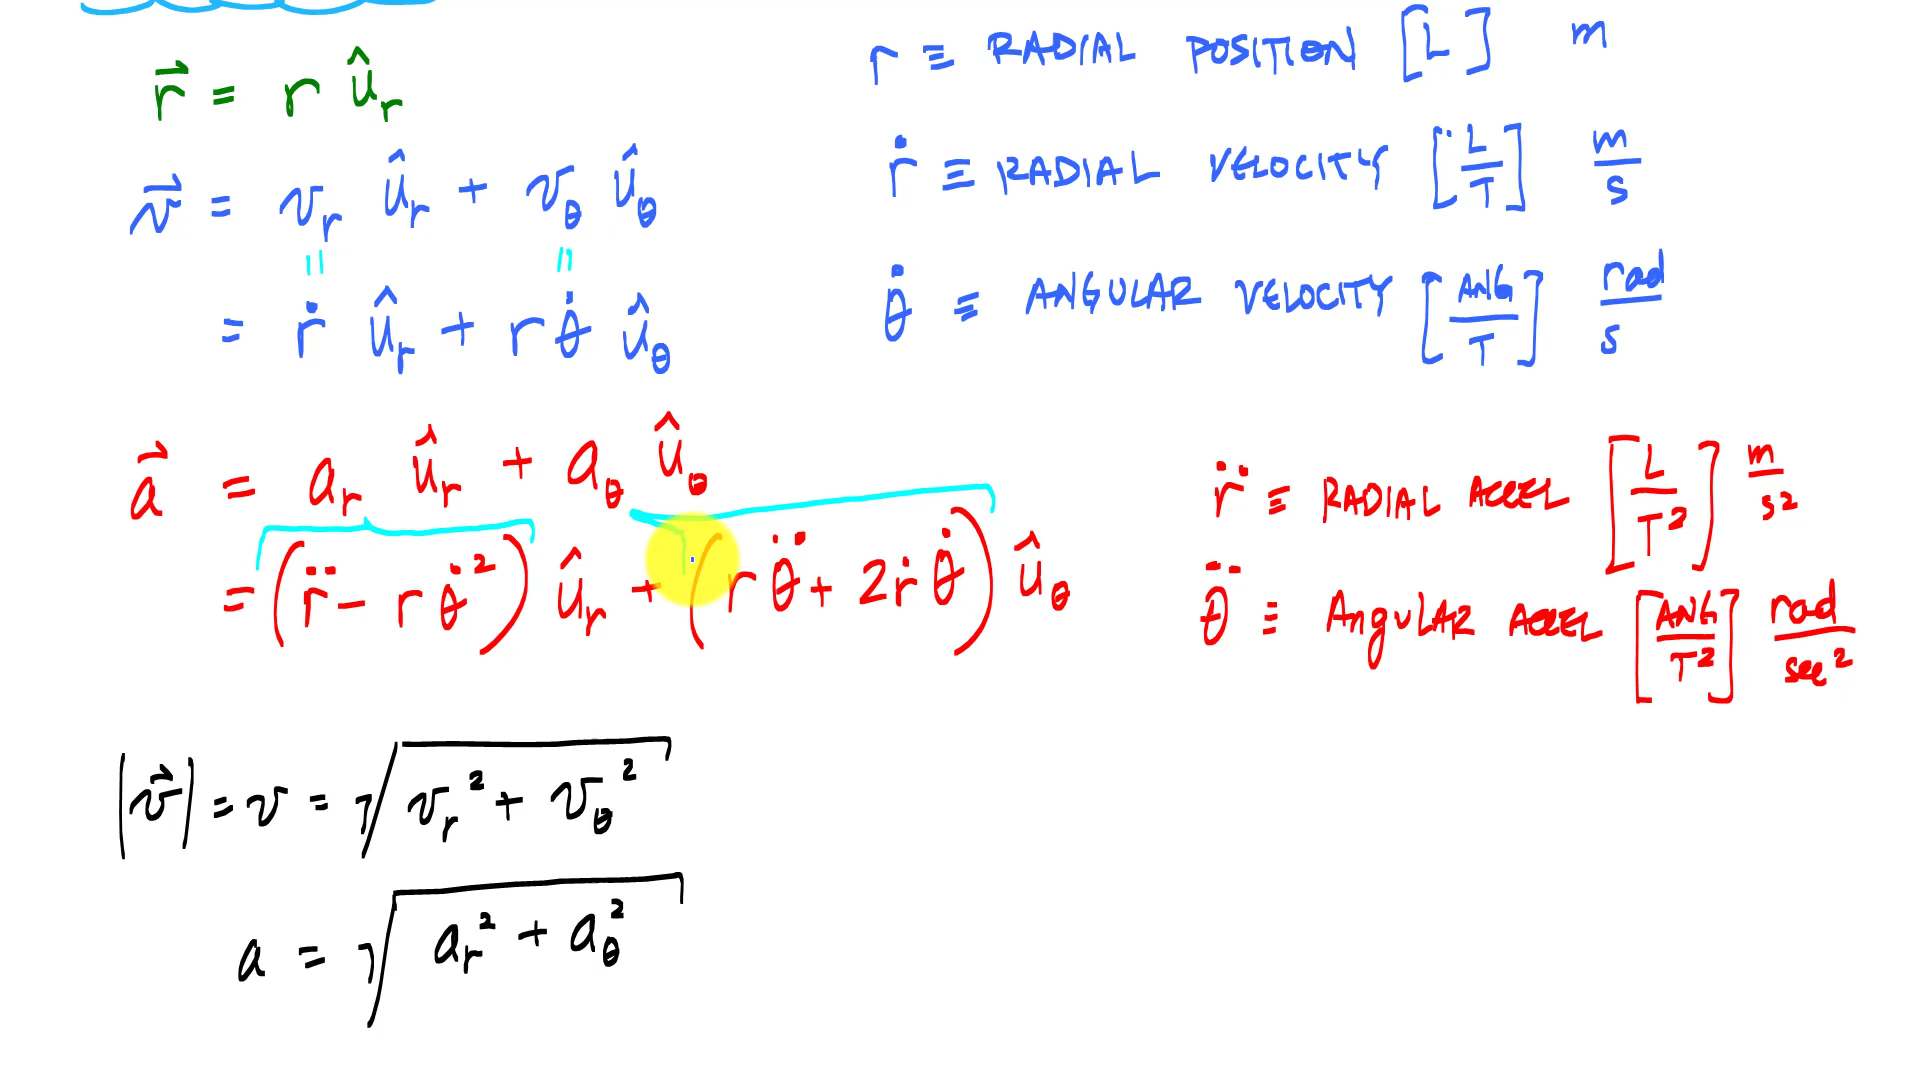 r⃗ = r û_r
v⃗ = v_r û_r + v_θ û_θ
= ṙ û_r + r θ̇ û_θ
a⃗ = a_r û_r + a_θ û_θ
= (r̈ - r θ̇²) û_r + (r θ̈ + 2 ṙ θ̇) û_θ
|v⃗| = v = √(v_r² + v_θ²)
a = √(a_r² + a_θ²)
r ≡ RADIAL POSITION [L] m
ṙ ≡ RADIAL VELOCITY [L/T] m/s
θ̇ ≡ ANGULAR VELOCITY [ANG/T] rad/s
r̈ ≡ RADIAL ACCEL [L/T²] m/s²
θ̈ ≡ AngULAR ACCEL [ANG/T²] rad/sec²